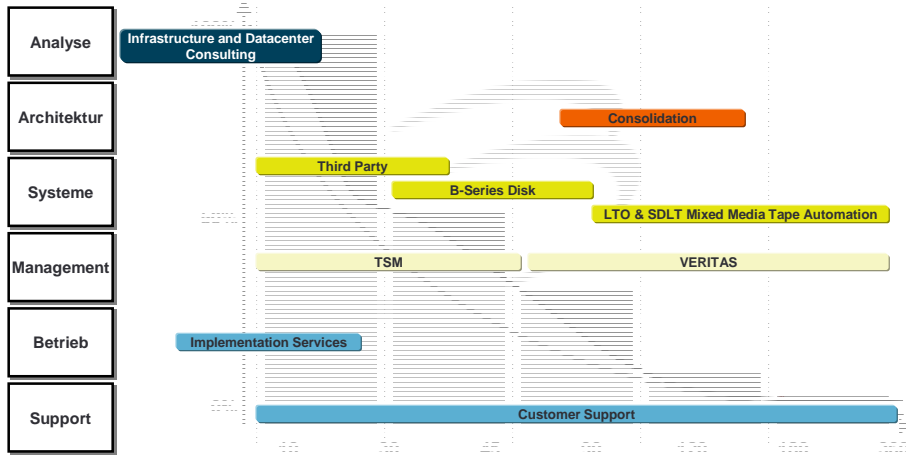 Analyse
Infrastructure and Datacenter
Consulting
Architektur
Consolidation
Systeme
Third Party
B-Series Disk
LTO & SDLT Mixed Media Tape Automation
Management
TSM
VERITAS
Betrieb
Implementation Services
Support
Customer Support